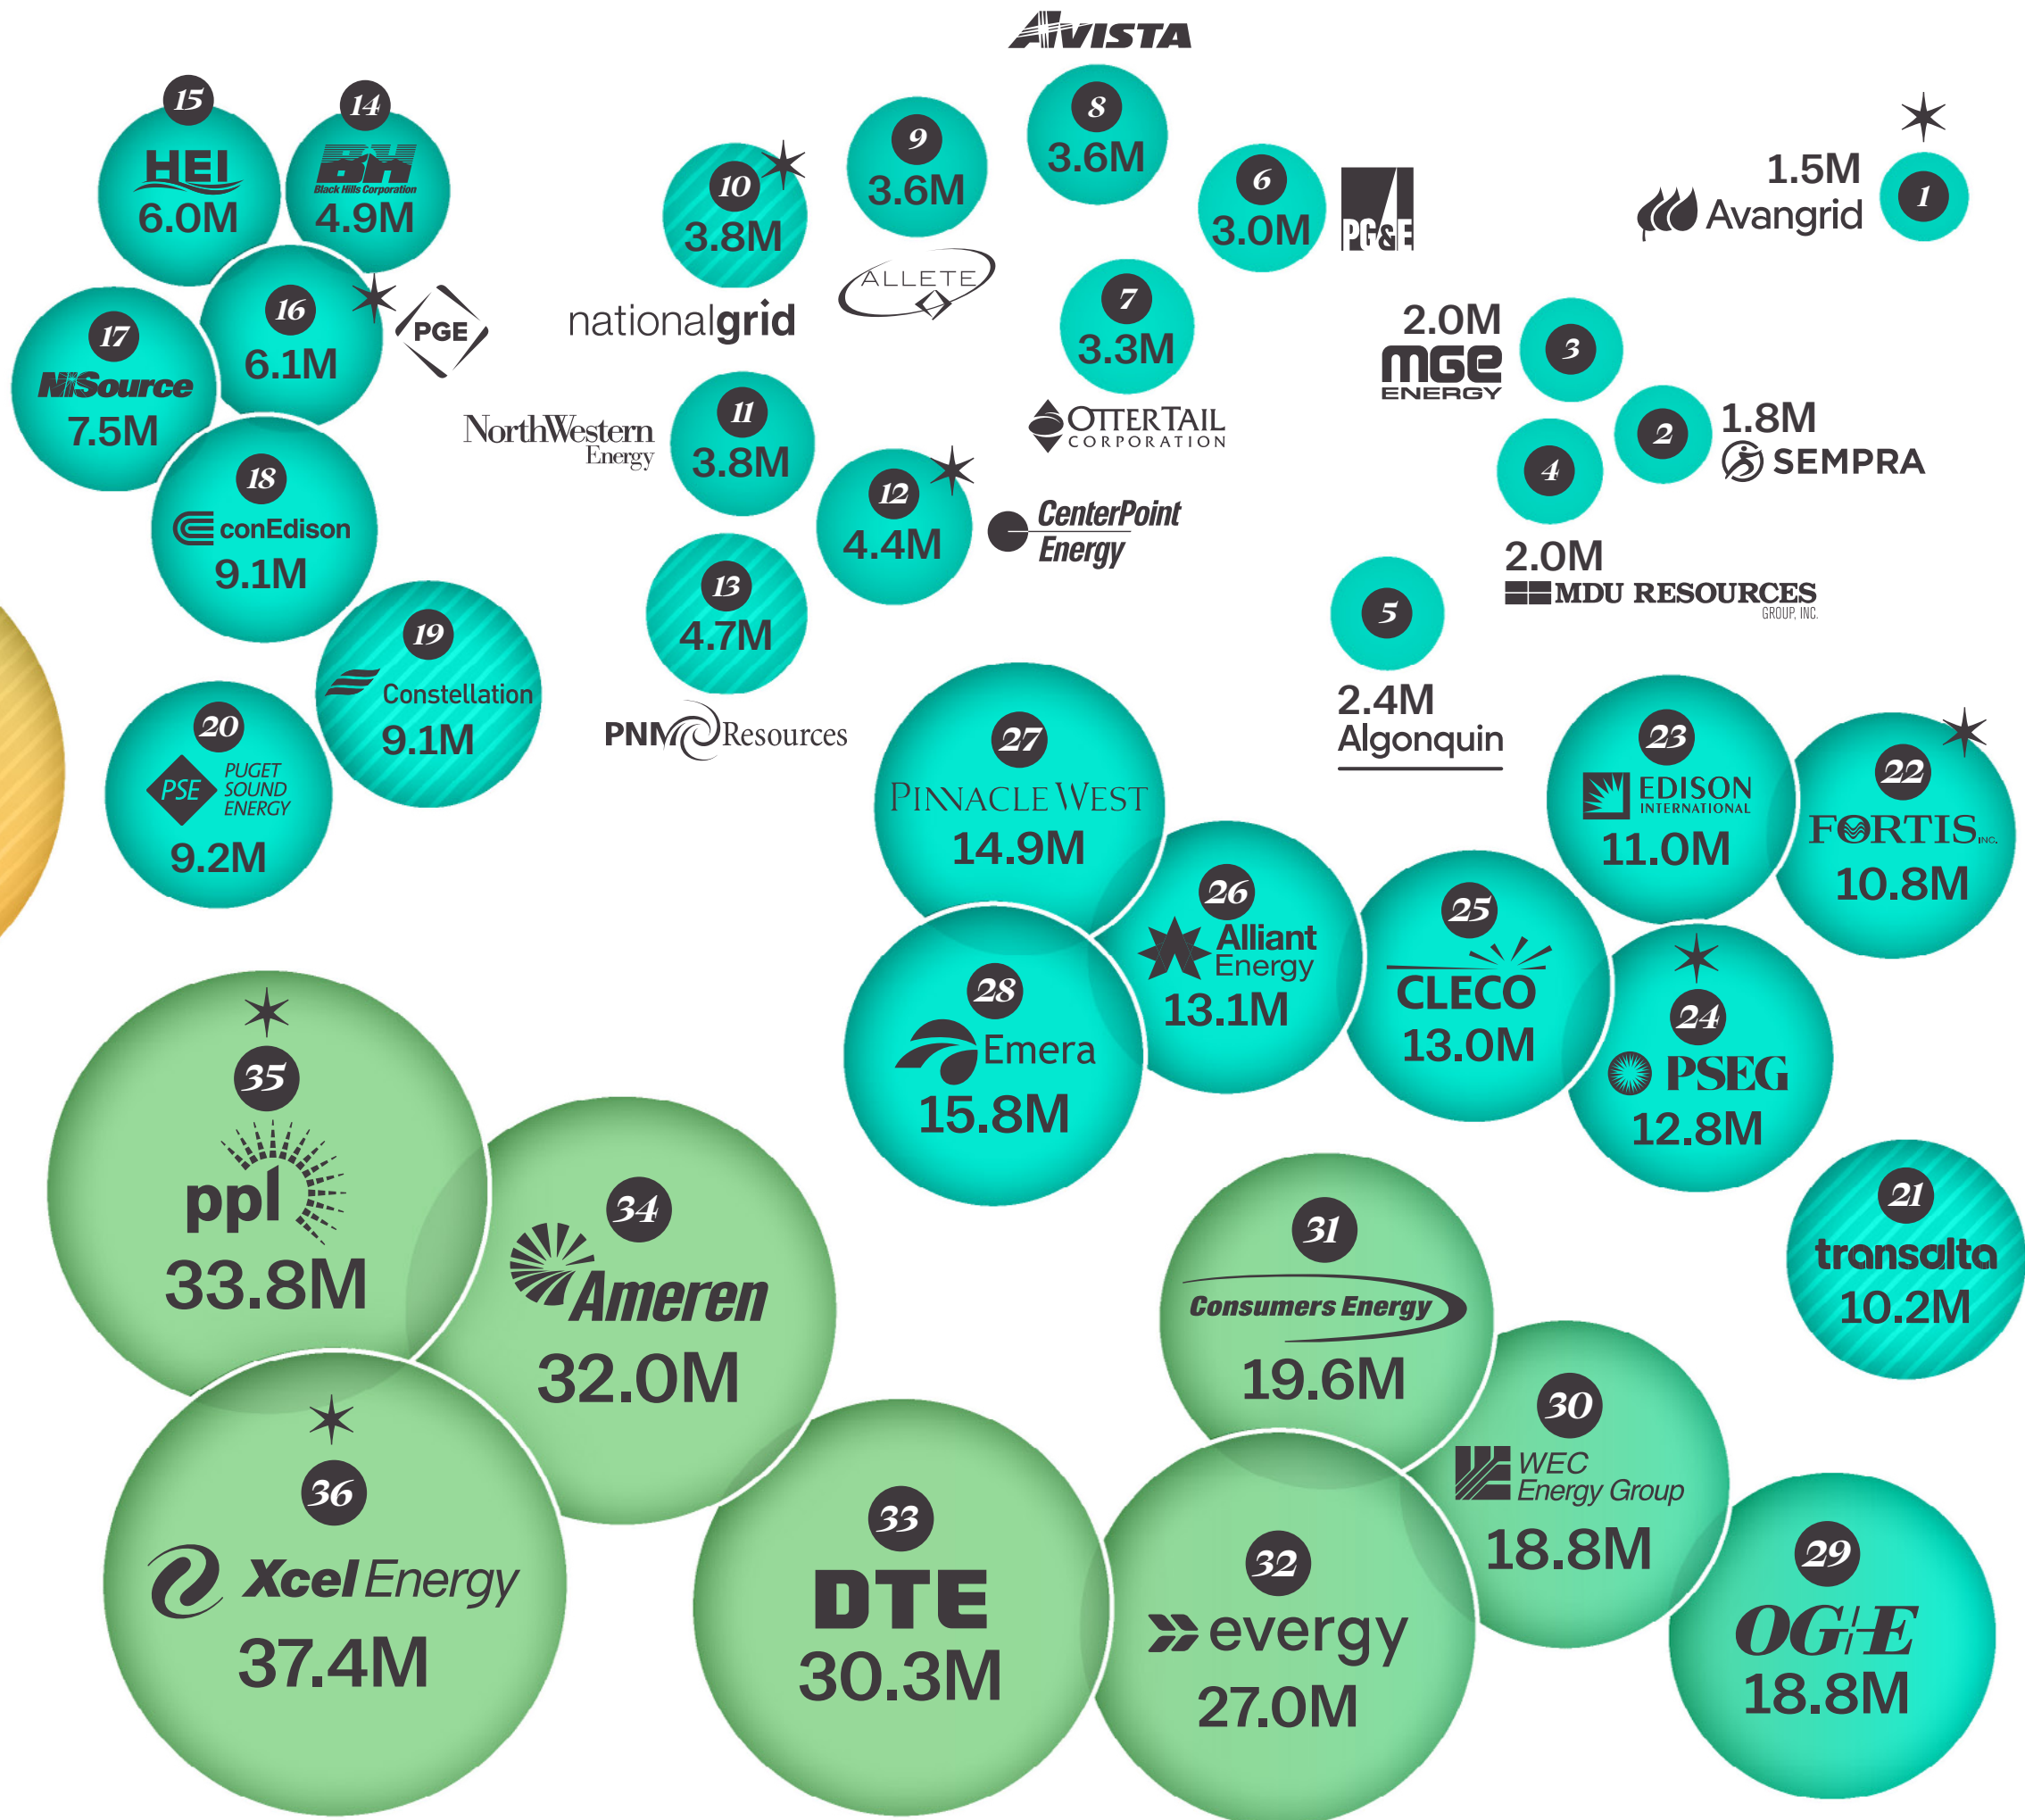 AVISTA
15
HEI
6.0M
14
BH
Black Hills Corporation
4.9M
10
3.8M
nationalgrid
9
3.6M
ALLETE
8
3.6M
6
3.0M
PG&E
1.5M
Avangrid
1
17
NiSource
7.5M
16
6.1M
PGE
7
3.3M
OTTERTAIL
CORPORATION
2.0M
mGe
ENERGY
3
2
1.8M
SEMPRA
NorthWestern
Energy
11
3.8M
12
4.4M
CenterPoint
Energy
4
2.0M
MDU RESOURCES
GROUP, INC.
18
conEdison
9.1M
13
4.7M
PNM Resources
5
2.4M
Algonquin
19
Constellation
9.1M
20
PSE
PUGET
SOUND
ENERGY
9.2M
27
PINNACLE WEST
14.9M
23
EDISON
INTERNATIONAL
11.0M
22
FORTIS INC.
10.8M
26
Alliant
Energy
13.1M
25
CLECO
13.0M
28
Emera
15.8M
24
PSEG
12.8M
35
ppl
33.8M
34
Ameren
32.0M
31
Consumers Energy
19.6M
21
transalta
10.2M
36
Xcel Energy
37.4M
33
DTE
30.3M
32
evergy
27.0M
30
WEC
Energy Group
18.8M
29
OG+E
18.8M